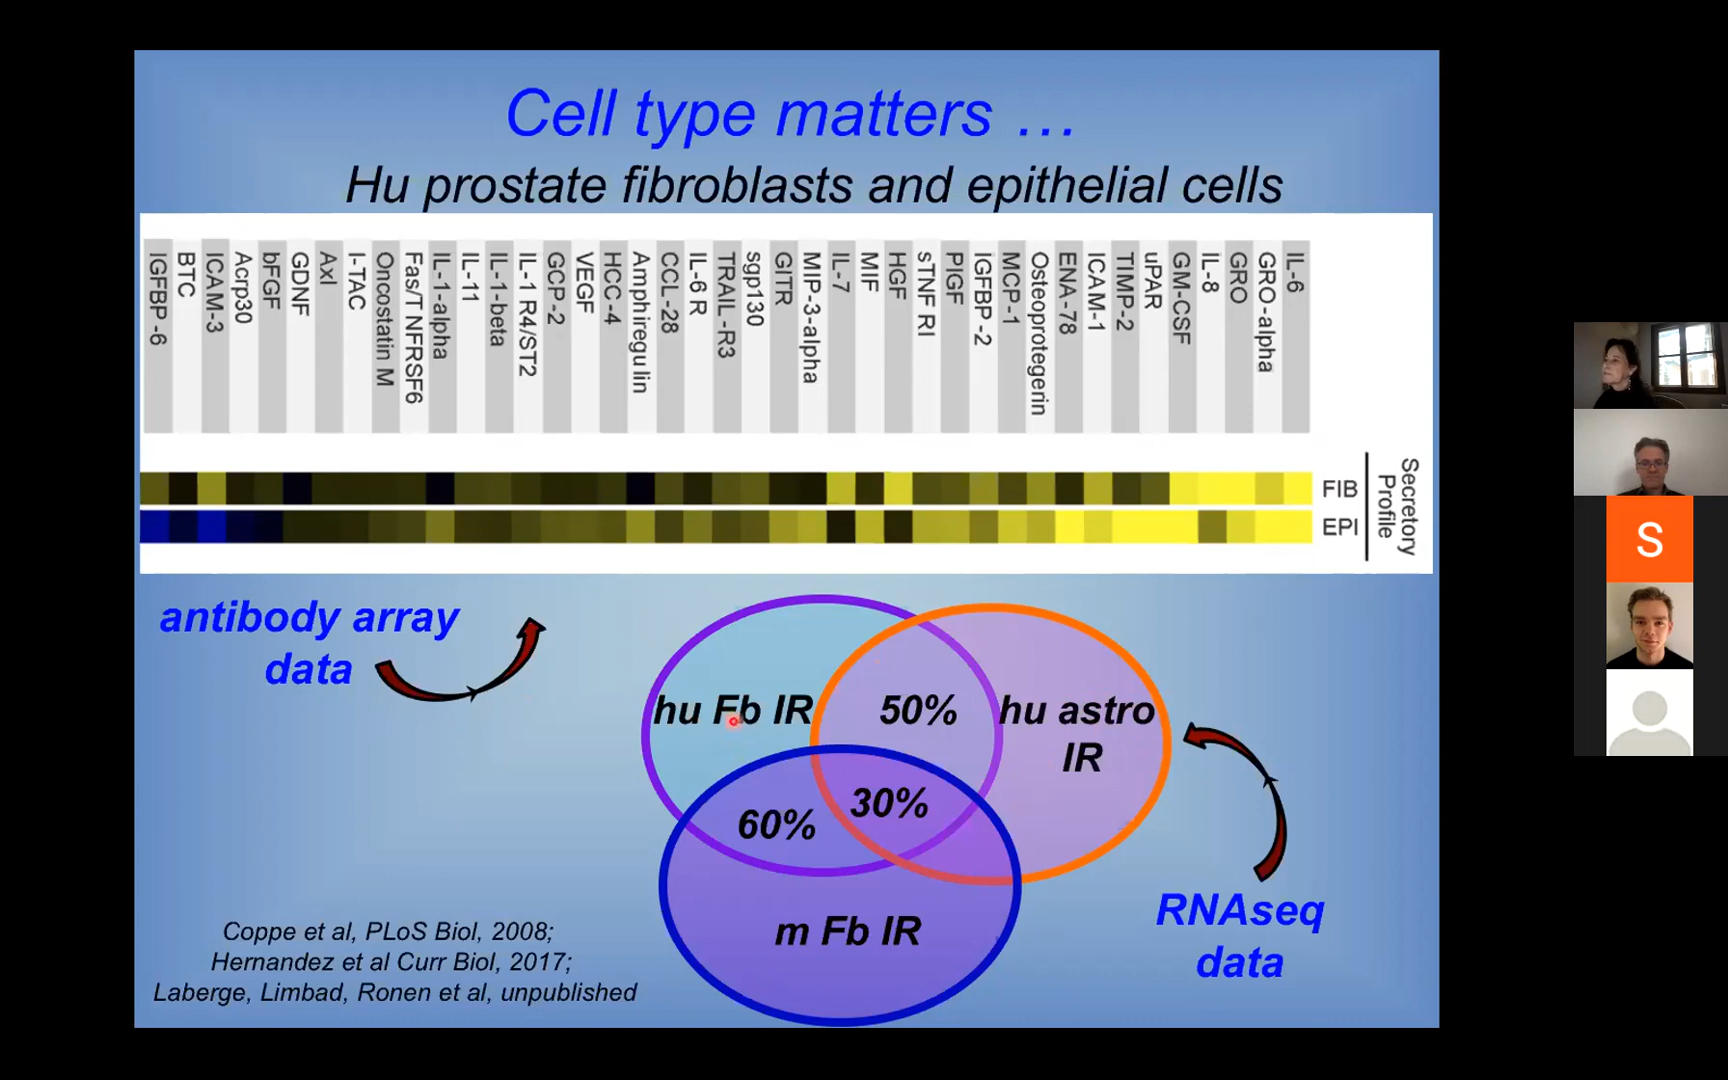 Cell type matters …
Hu prostate fibroblasts and epithelial cells
IGFBP-6
BTC
ICAM-3
Acrp30
bFGF
GDNF
Axl
I-TAC
Oncostatin M
Fas/TNFRSF6
IL-1-alpha
IL-11
IL-1-beta
IL-1 R4/ST2
GCP-2
VEGF
HCC-4
Amphiregulin
CCL-28
IL-6 R
TRAIL-R3
sgp130
GITR
MIP-3-alpha
IL-7
MIF
HGF
sTNF RI
PIGF
IGFBP-2
MCP-1
Osteoprotegerin
ENA-78
ICAM-1
TIMP-2
uPAR
GM-CSF
IL-8
GRO
GRO-alpha
IL-6
FIB
EPI
Secretory
Profile
antibody array
data
hu Fb IR
50%
hu astro
IR
60%
30%
m Fb IR
RNAseq
data
Coppe et al, PLoS Biol, 2008;
Hernandez et al Curr Biol, 2017;
Laberge, Limbad, Ronen et al, unpublished
S